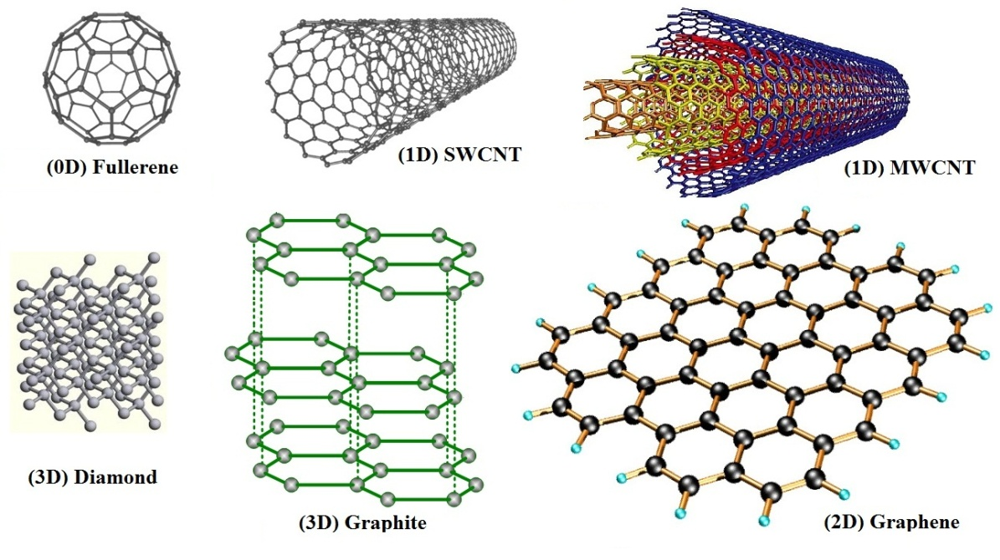 (0D) Fullerene
(1D) SWCNT
(1D) MWCNT
(3D) Diamond
(3D) Graphite
(2D) Graphene